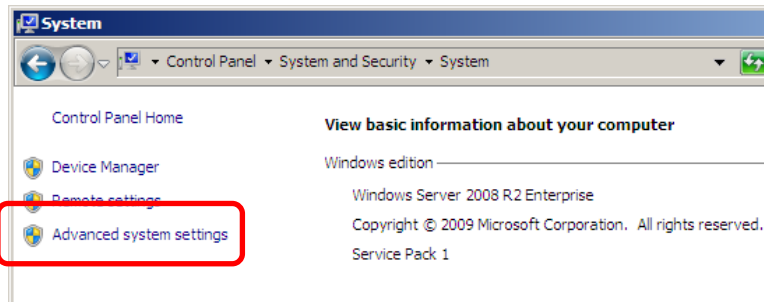 System
Control Panel System and Security System
Control Panel Home
View basic information about your computer
Device Manager
Windows edition
Remote settings
Windows Server 2008 R2 Enterprise
Advanced system settings
Copyright © 2009 Microsoft Corporation. All rights reserved.
Service Pack 1